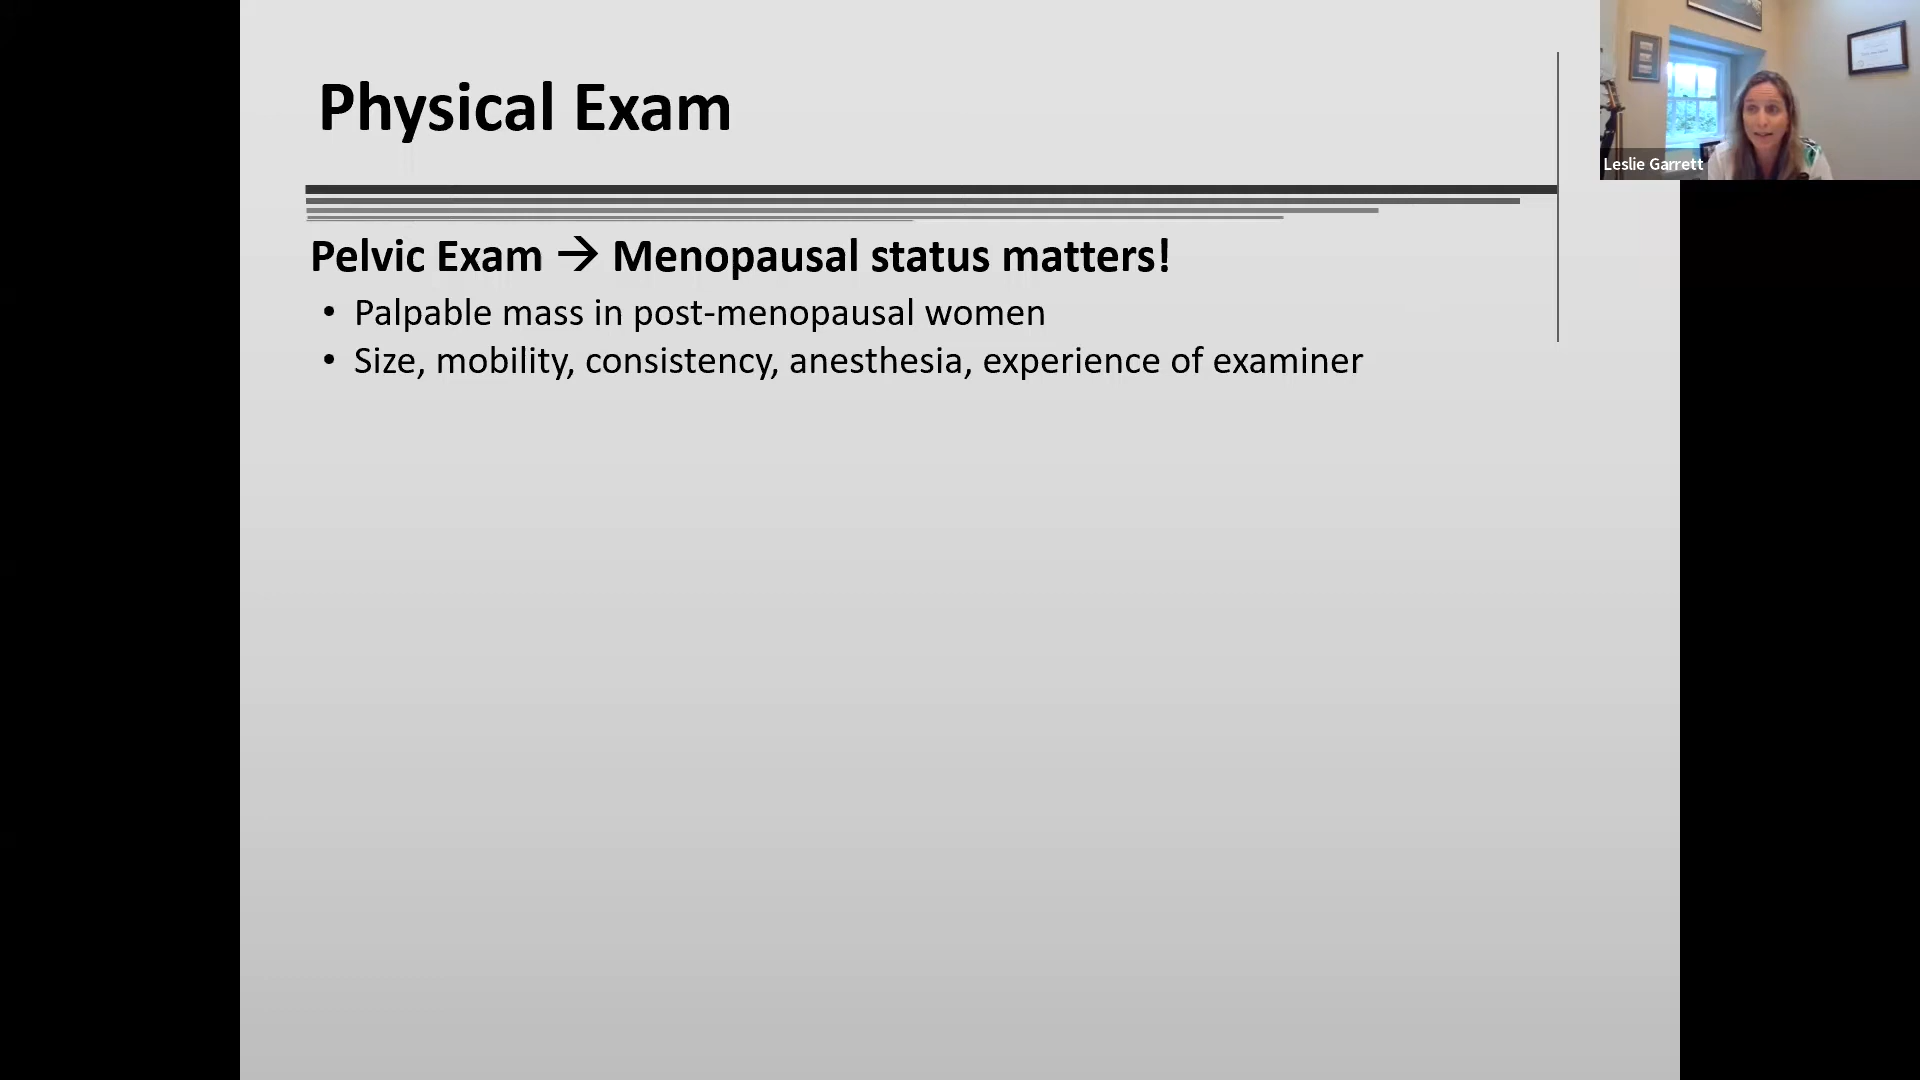 Physical Exam
Leslie Garrett
Pelvic Exam → Menopausal status matters!
• Palpable mass in post-menopausal women
• Size, mobility, consistency, anesthesia, experience of examiner